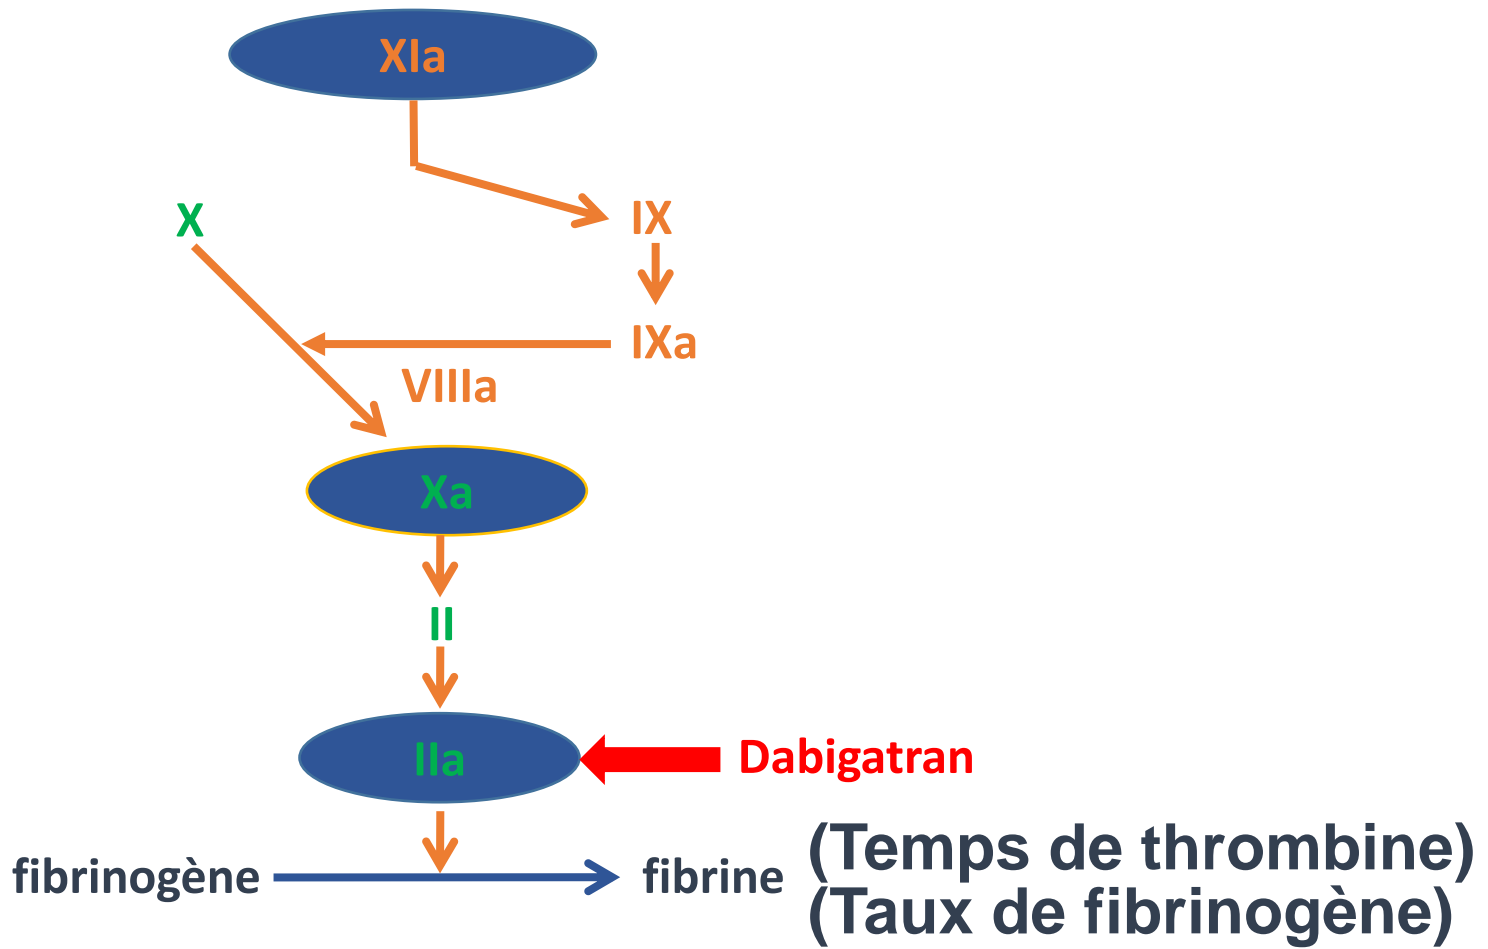 XIa
X
IX
IXa
VIIIa
Xa
II
IIa
Dabigatran
fibrinogène
fibrine
(Temps de thrombine)
(Taux de fibrinogène)